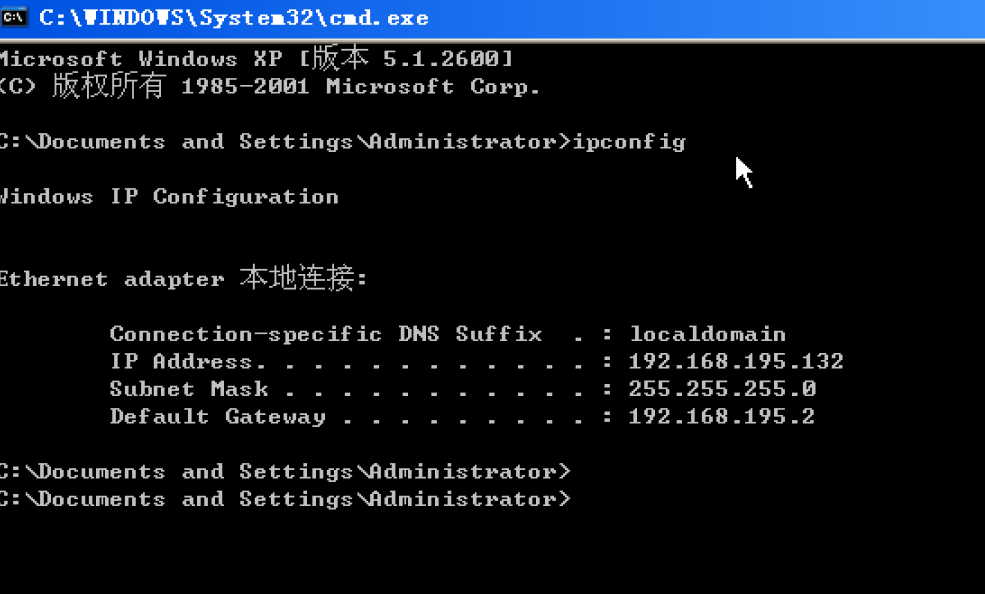 C:\WINDOWS\System32\cmd.exe
Microsoft Windows XP [版本 5.1.2600]
(C) 版权所有 1985-2001 Microsoft Corp.
C:\Documents and Settings\Administrator>ipconfig
Windows IP Configuration
Ethernet adapter 本地连接:
Connection-specific DNS Suffix  . : localdomain
IP Address. . . . . . . . . . . . : 192.168.195.132
Subnet Mask . . . . . . . . . . . : 255.255.255.0
Default Gateway . . . . . . . . . : 192.168.195.2
C:\Documents and Settings\Administrator>
C:\Documents and Settings\Administrator>